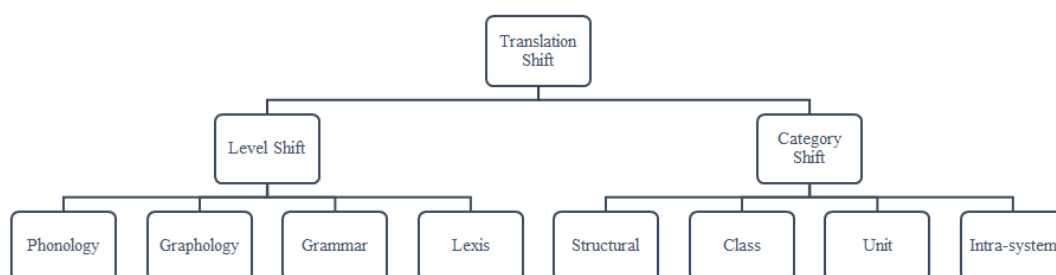 Translation
Shift
Level Shift
Category
Shift
Phonology
Graphology
Grammar
Lexis
Structural
Class
Unit
Intra-system